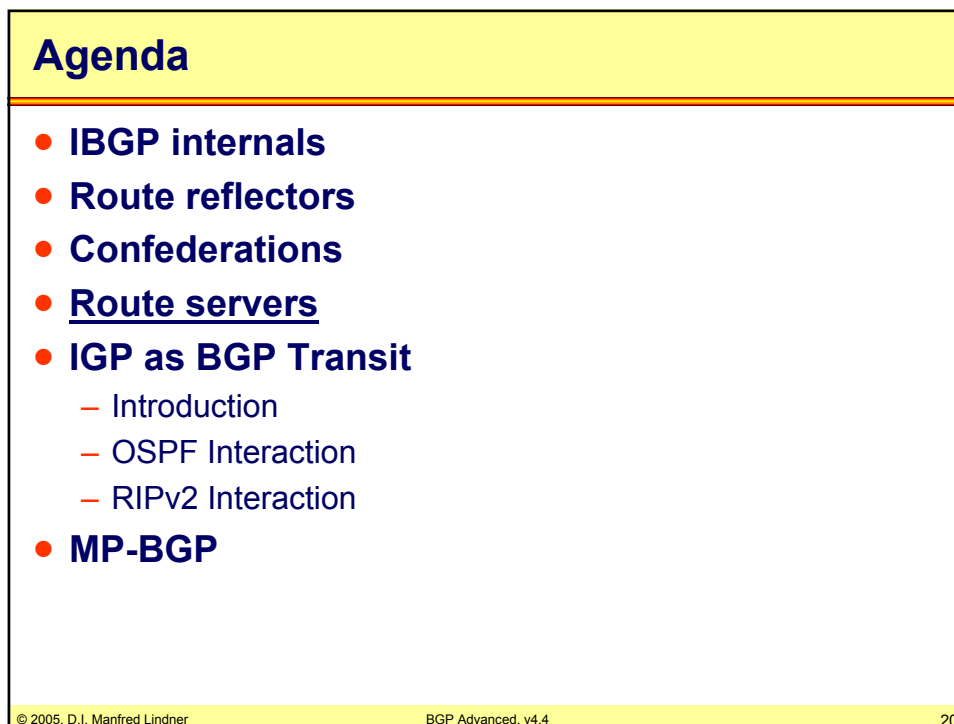 Agenda
• IBGP internals
• Route reflectors
• Confederations
• Route servers
• IGP as BGP Transit
– Introduction
– OSPF Interaction
– RIPv2 Interaction
• MP-BGP
© 2005, D.I. Manfred Lindner BGP Advanced, v4.4 20